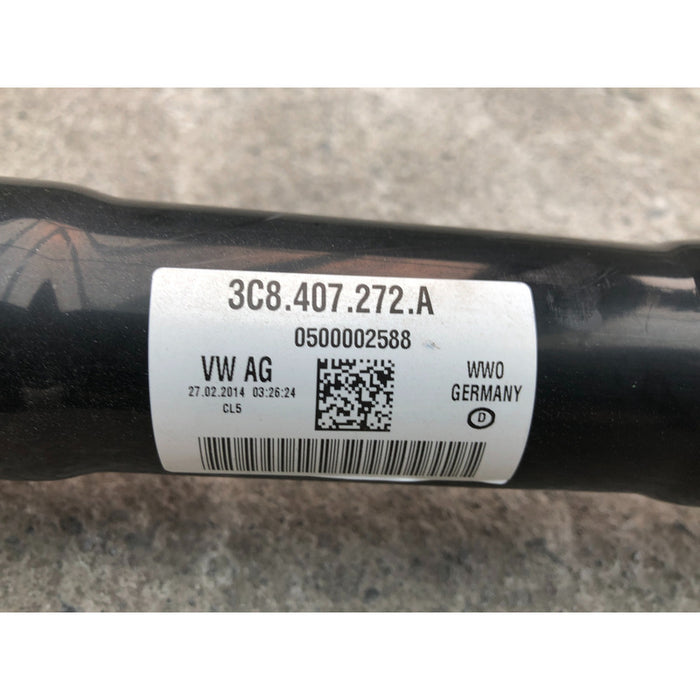 3C8.407.272.A
0500002588
VW AG
27.02.2014 03:26:24
CL5
WWO
GERMANY
D